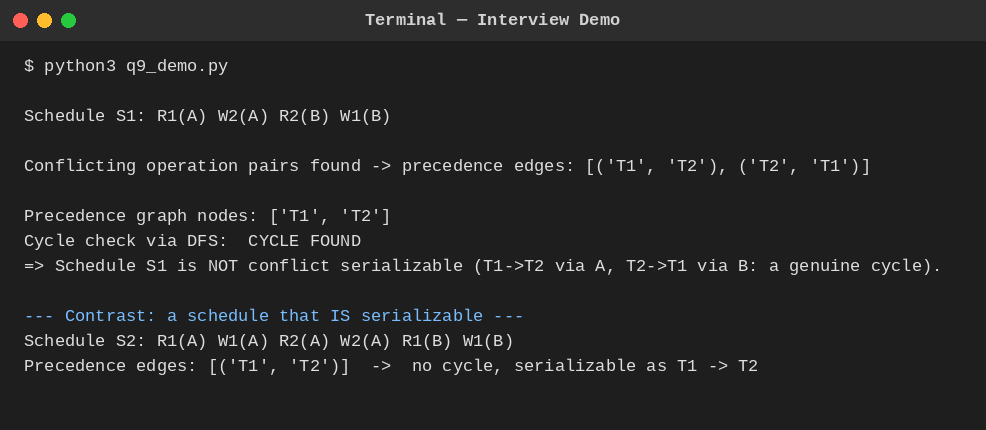 Terminal — Interview Demo
$ python3 q9_demo.py
Schedule S1: R1(A) W2(A) R2(B) W1(B)
Conflicting operation pairs found -> precedence edges: [('T1', 'T2'), ('T2', 'T1')]
Precedence graph nodes: ['T1', 'T2']
Cycle check via DFS:  CYCLE FOUND
=> Schedule S1 is NOT conflict serializable (T1->T2 via A, T2->T1 via B: a genuine cycle).
--- Contrast: a schedule that IS serializable ---
Schedule S2: R1(A) W1(A) R2(A) W2(A) R1(B) W1(B)
Precedence edges: [('T1', 'T2')]  ->  no cycle, serializable as T1 -> T2